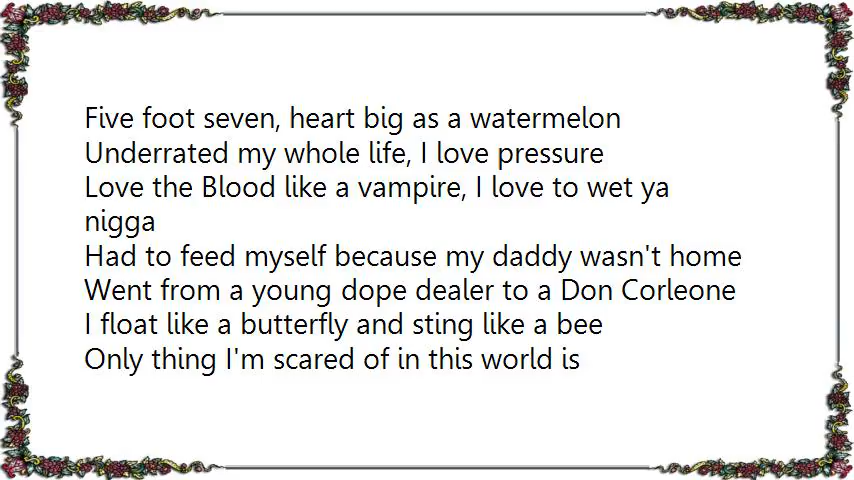 Five foot seven, heart big as a watermelon
Underrated my whole life, I love pressure
Love the Blood like a vampire, I love to wet ya
nigga
Had to feed myself because my daddy wasn't home
Went from a young dope dealer to a Don Corleone
I float like a butterfly and sting like a bee
Only thing I'm scared of in this world is